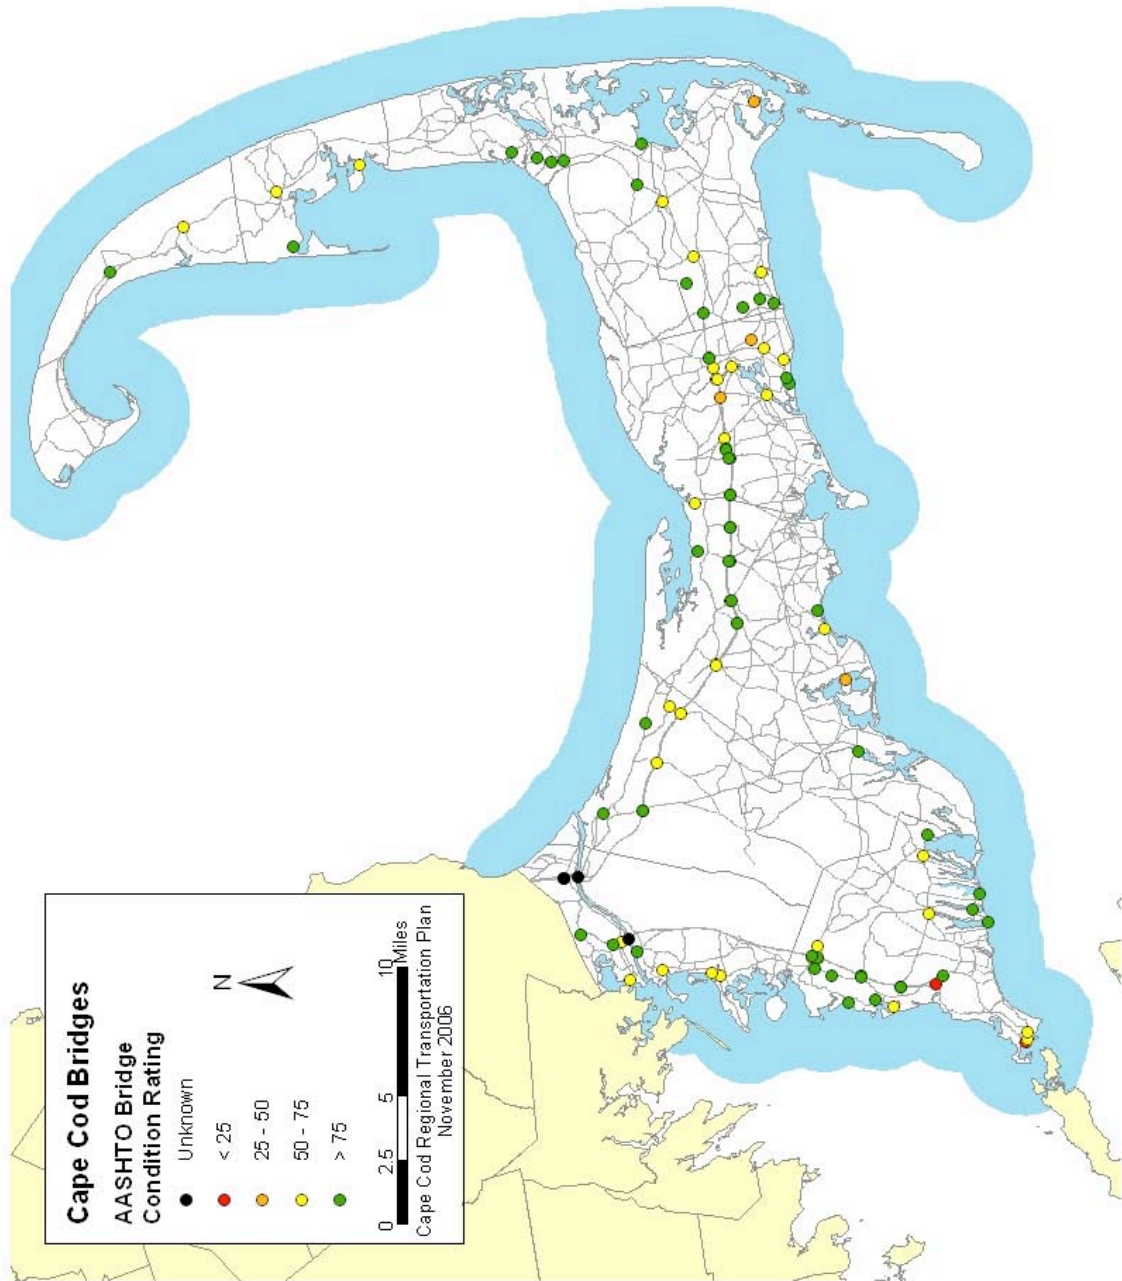 Cape Cod Bridges
AASHTO Bridge
Condition Rating
Unknown
< 25
25 - 50
50 - 75
> 75
N
0 2.5 5 10
Miles
Cape Cod Regional Transportation Plan
November 2006